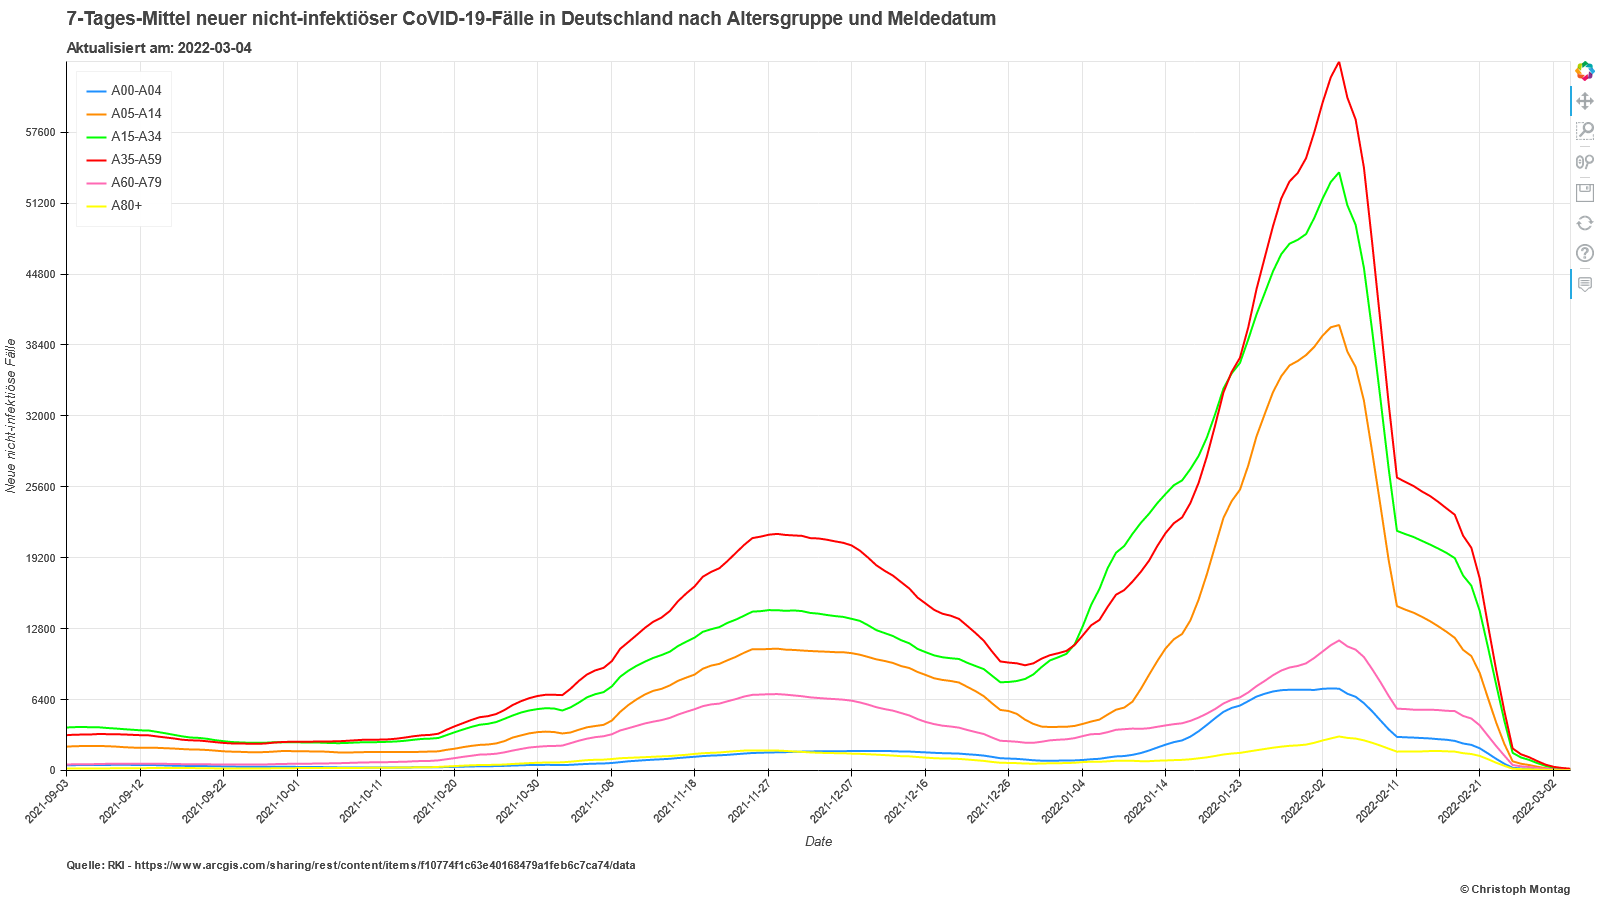 7-Tages-Mittel neuer nicht-infektiöser CoVID-19-Fälle in Deutschland nach Altersgruppe und Meldedatum
Aktualisiert am: 2022-03-04
A00-A04
A05-A14
A15-A34
A35-A59
A60-A79
A80+
57600
51200
44800
38400
32000
25600
19200
12800
6400
0
Neue nicht-infektiöse Fälle
2021-09-03
2021-09-12
2021-09-22
2021-10-01
2021-10-11
2021-10-20
2021-10-30
2021-11-08
2021-11-18
2021-11-27
2021-12-07
2021-12-16
2021-12-26
2022-01-04
2022-01-14
2022-01-23
2022-02-02
2022-02-11
2022-02-21
2022-03-02
Date
Quelle: RKI - https://www.arcgis.com/sharing/rest/content/items/f10774f1c63e40168479a1feb6c7ca74/data
© Christoph Montag